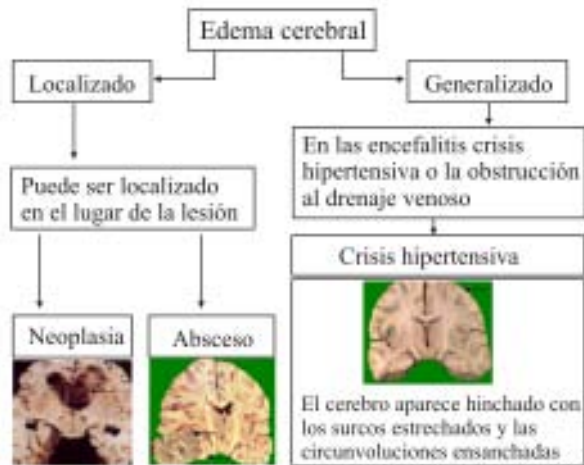 Edema cerebral
Localizado
Generalizado
Puede ser localizado
en el lugar de la lesión
En las encefalitis crisis
hipertensiva o la obstrucción
al drenaje venoso
Crisis hipertensiva
Neoplasia
Absceso
El cerebro aparece hinchado con
los surcos estrechados y las
circunvoluciones ensanchadas